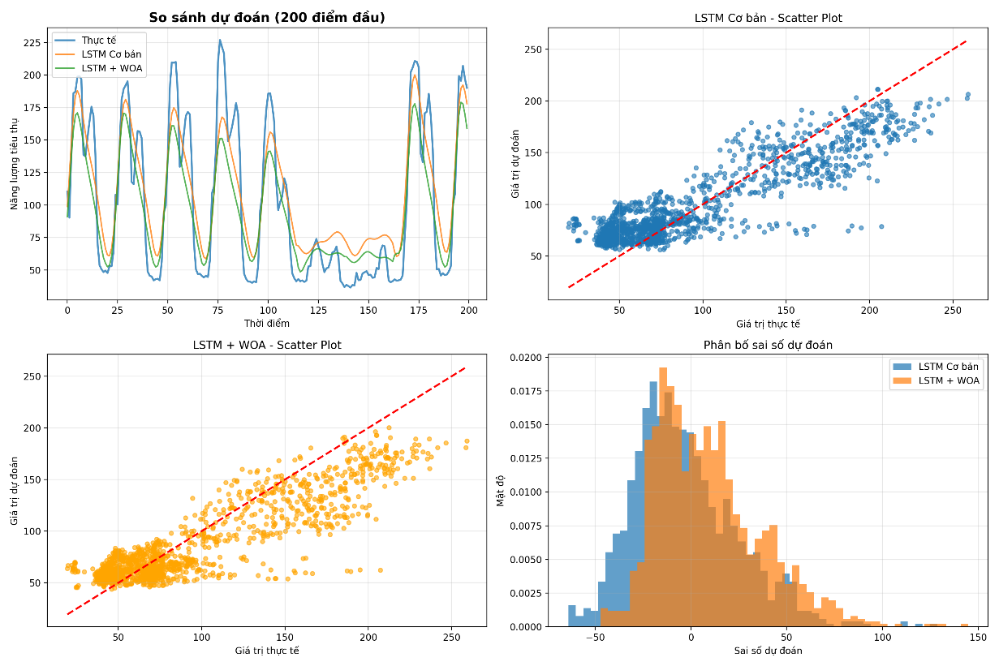 So sánh dự đoán (200 điểm đầu)
Thực tế
LSTM Cơ bản
LSTM + WOA
Năng lượng tiêu thụ
225
200
175
150
125
100
75
50
0 25 50 75 100 125 150 175 200
Thời điểm
LSTM Cơ bản - Scatter Plot
Giá trị dự đoán
250
200
150
100
50
50 100 150 200 250
Giá trị thực tế
LSTM + WOA - Scatter Plot
Giá trị dự đoán
250
200
150
100
50
50 100 150 200 250
Giá trị thực tế
Phân bố sai số dự đoán
LSTM Cơ bản
LSTM + WOA
Mật độ
0.0200
0.0175
0.0150
0.0125
0.0100
0.0075
0.0050
0.0025
0.0000
−50 0 50 100 150
Sai số dự đoán